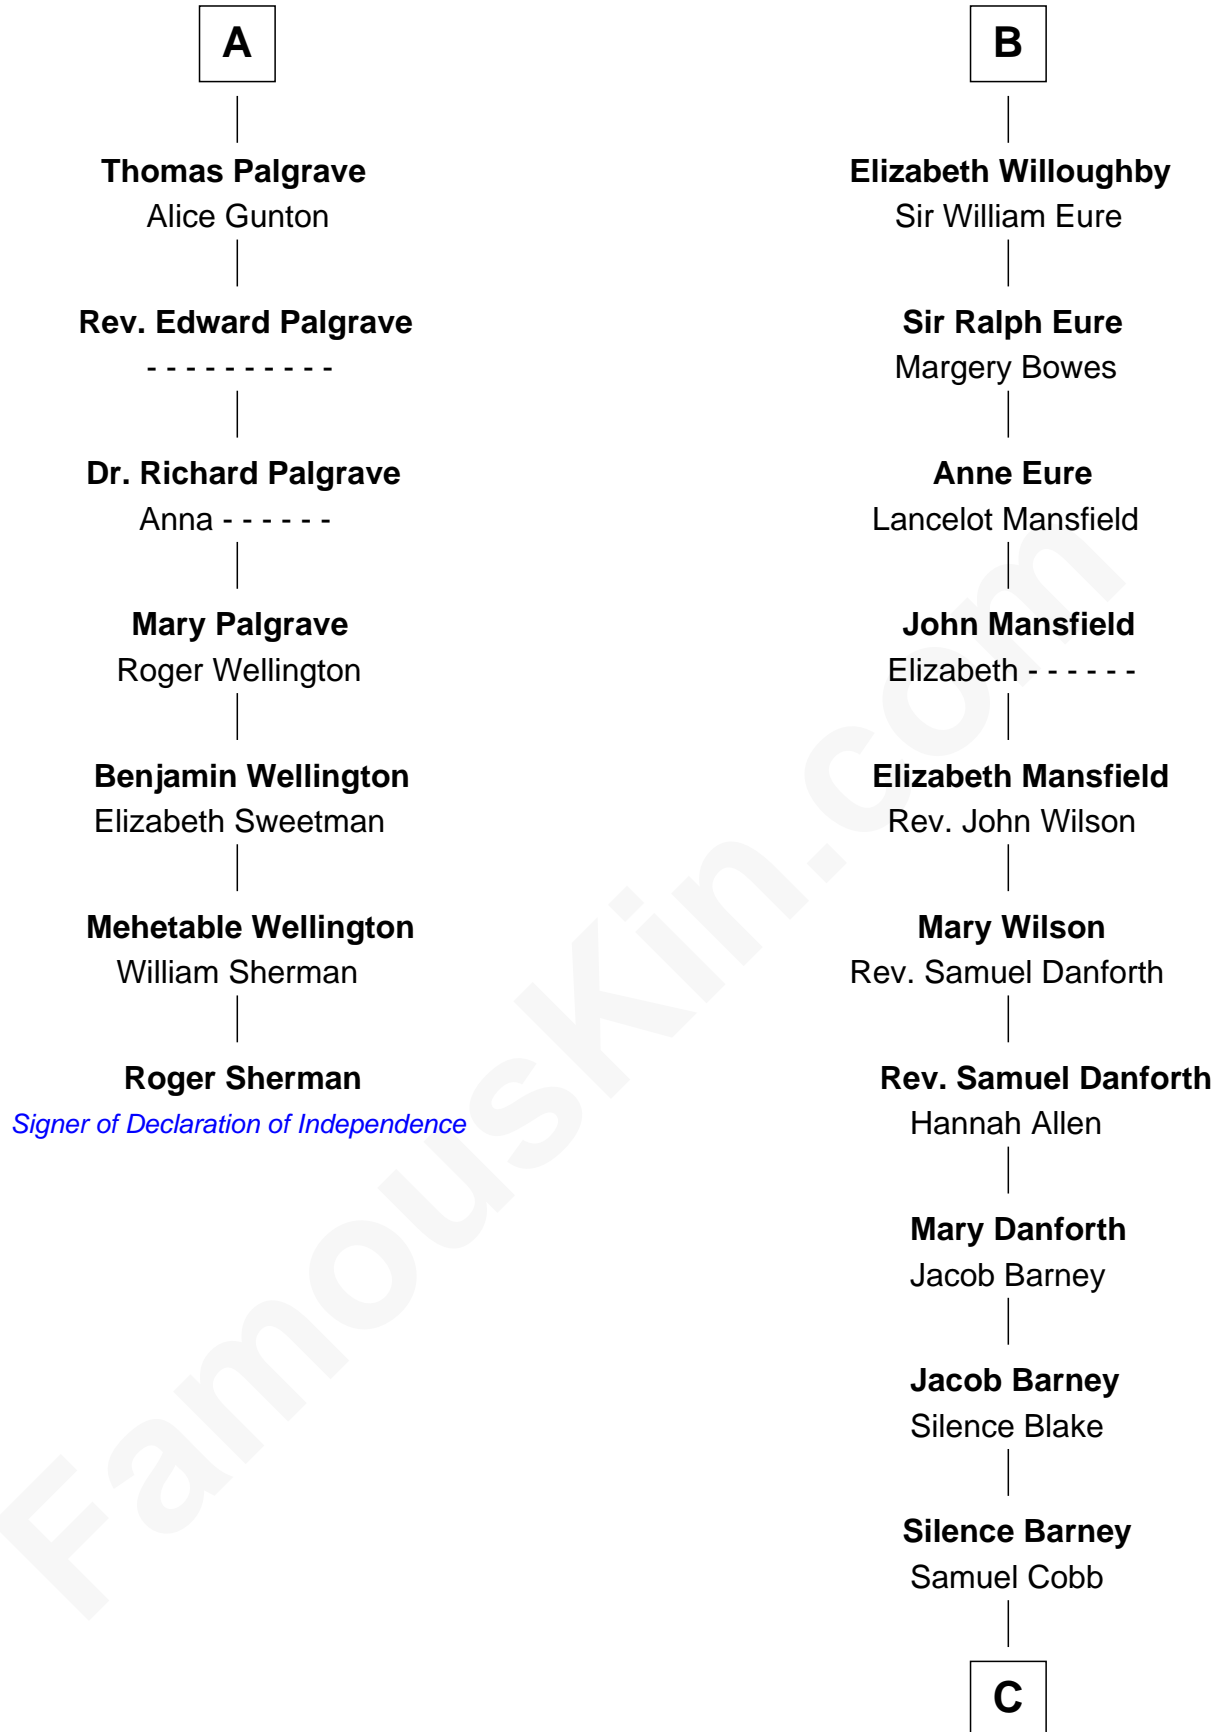 A
Thomas Palgrave
Alice Gunton
Rev. Edward Palgrave
- - - - - - - - - -
Dr. Richard Palgrave
Anna - - - - - -
Mary Palgrave
Roger Wellington
Benjamin Wellington
Elizabeth Sweetman
Mehetable Wellington
William Sherman
Roger Sherman
Signer of Declaration of Independence
B
Elizabeth Willoughby
Sir William Eure
Sir Ralph Eure
Margery Bowes
Anne Eure
Lancelot Mansfield
John Mansfield
Elizabeth - - - - - -
Elizabeth Mansfield
Rev. John Wilson
Mary Wilson
Rev. Samuel Danforth
Rev. Samuel Danforth
Hannah Allen
Mary Danforth
Jacob Barney
Jacob Barney
Silence Blake
Silence Barney
Samuel Cobb
C
FamousKin.com